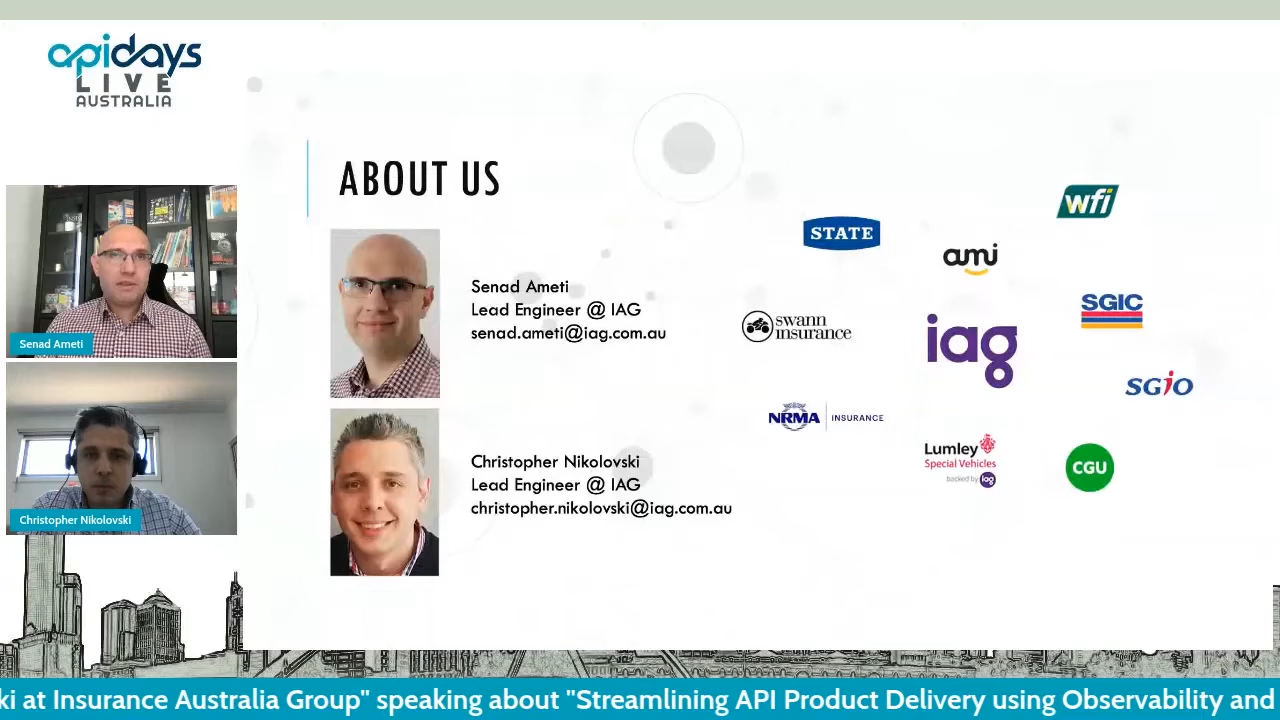 apidays
LIVE
AUSTRALIA
ABOUT US
Senad Ameti
Lead Engineer @ IAG
senad.ameti@iag.com.au
Christopher Nikolovski
Lead Engineer @ IAG
christopher.nikolovski@iag.com.au
wfi
STATE
ami
SGIC
swann
insurance
iag
SGiO
NRMA INSURANCE
Lumley
Special Vehicles
backed by iag
CGU
Senad Ameti
Christopher Nikolovski
ki at Insurance Australia Group" speaking about "Streamlining API Product Delivery using Observability and